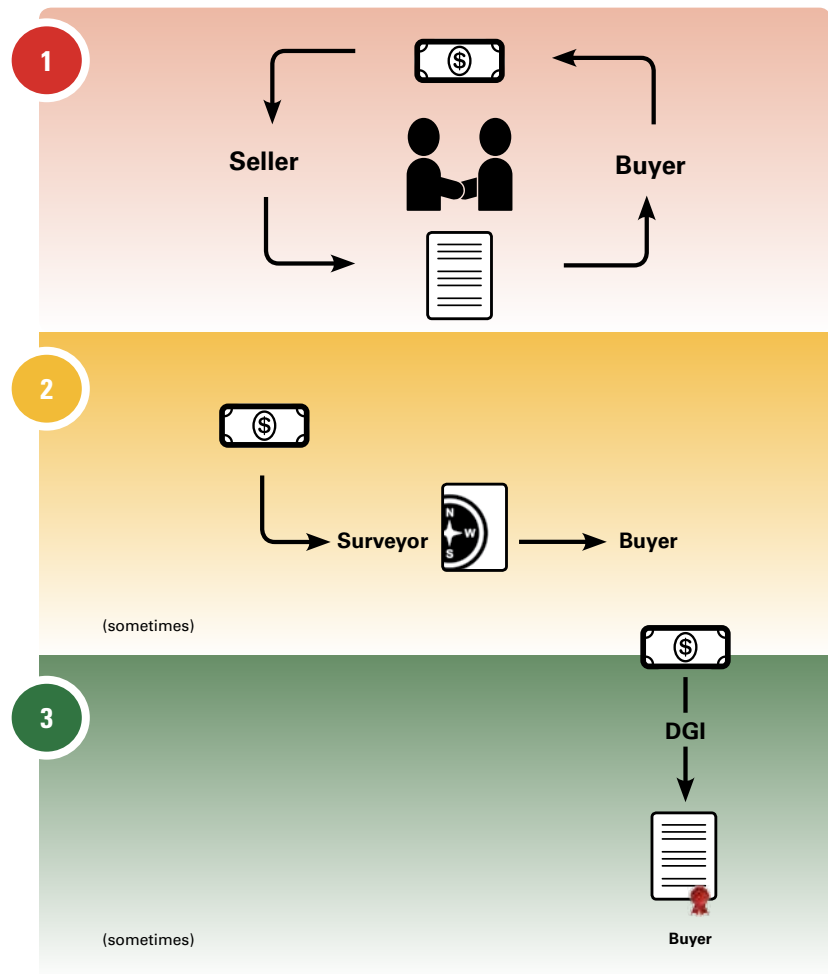 1
$
Seller
Buyer
2
$
N
W
S
Surveyor
Buyer
(sometimes)
$
3
DGI
(sometimes)
Buyer